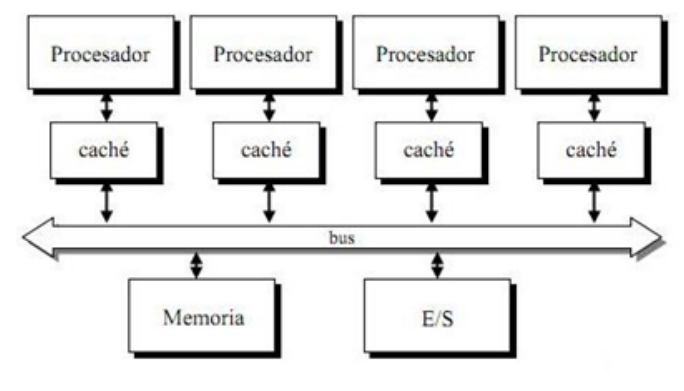 Procesador Procesador Procesador Procesador
caché caché caché caché
bus
Memoria E/S